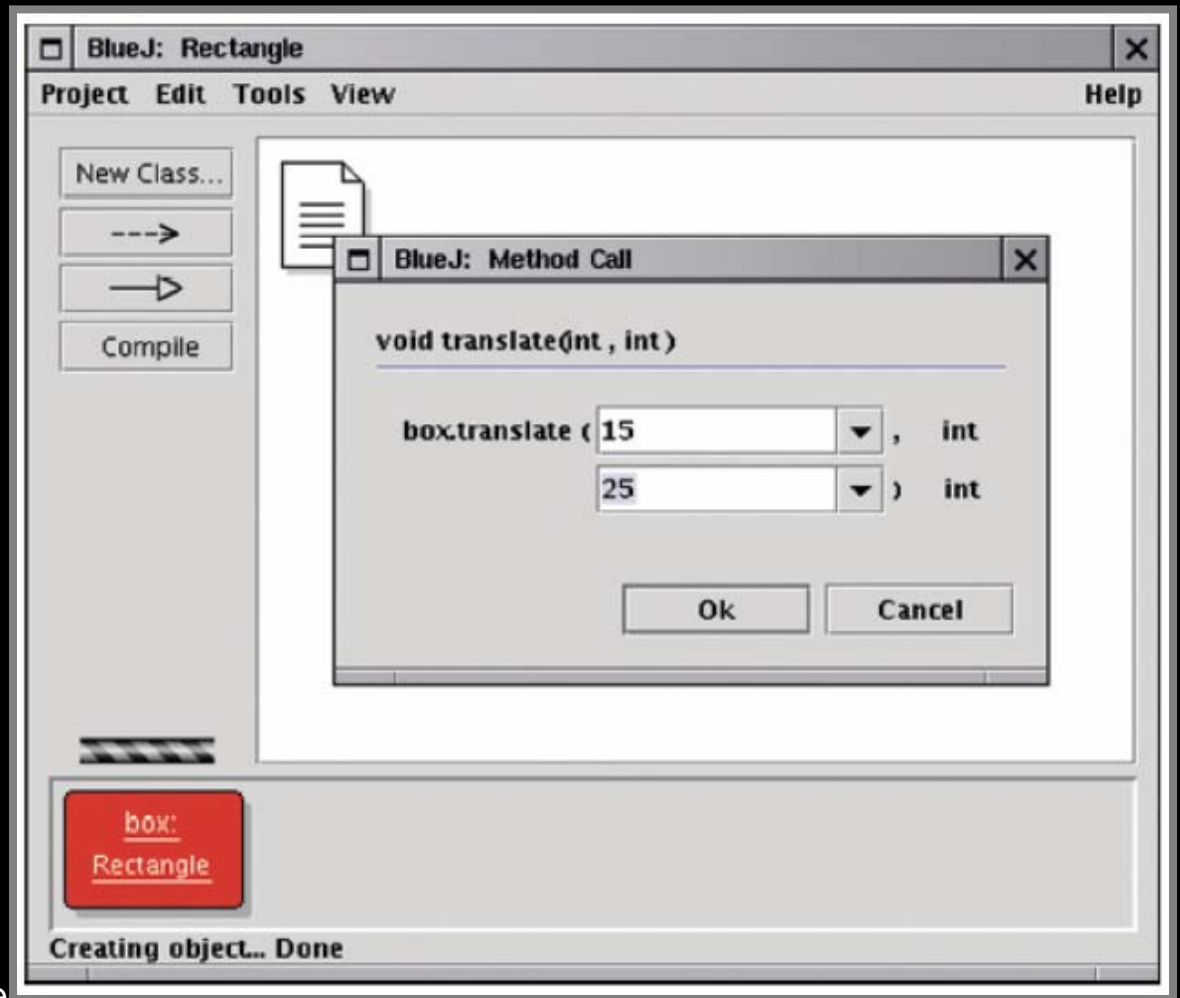 BlueJ: Rectangle
Project Edit Tools View Help
New Class...
--->
Compile
BlueJ: Method Call
void translate(int , int )
box.translate ( 15 , int
25 ) int
Ok Cancel
box:
Rectangle
Creating object... Done